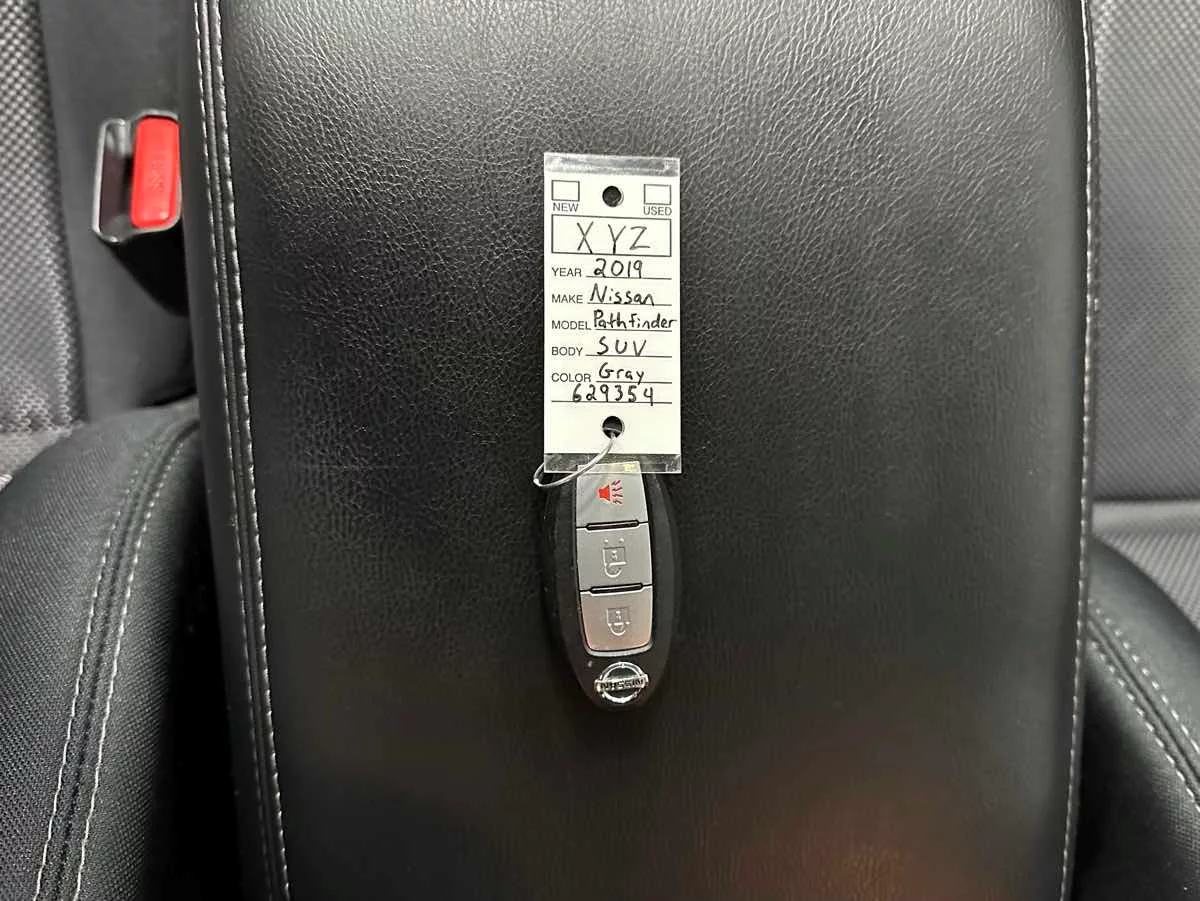 NEW USED
XYZ
YEAR 2019
MAKE Nissan
MODEL Pathfinder
BODY SUV
COLOR Gray
629354
NISSAN